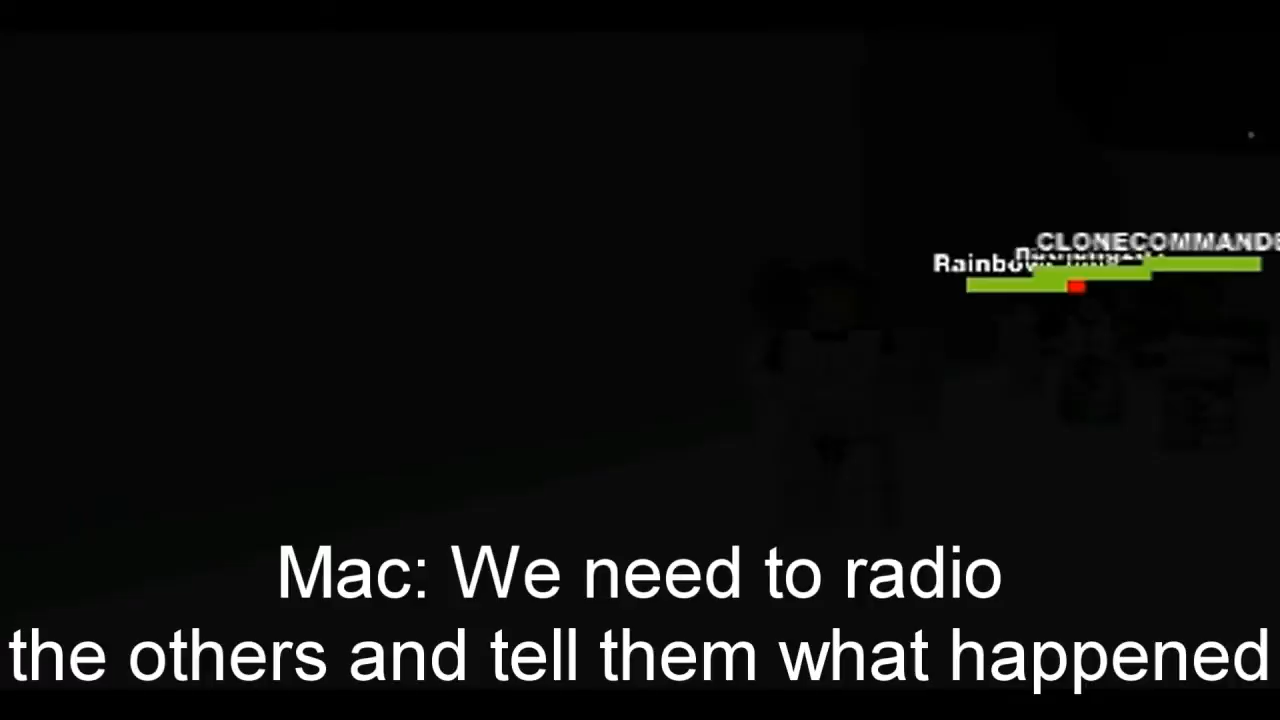 CLONECOMMANDE
Mac: We need to radio
the others and tell them what happened